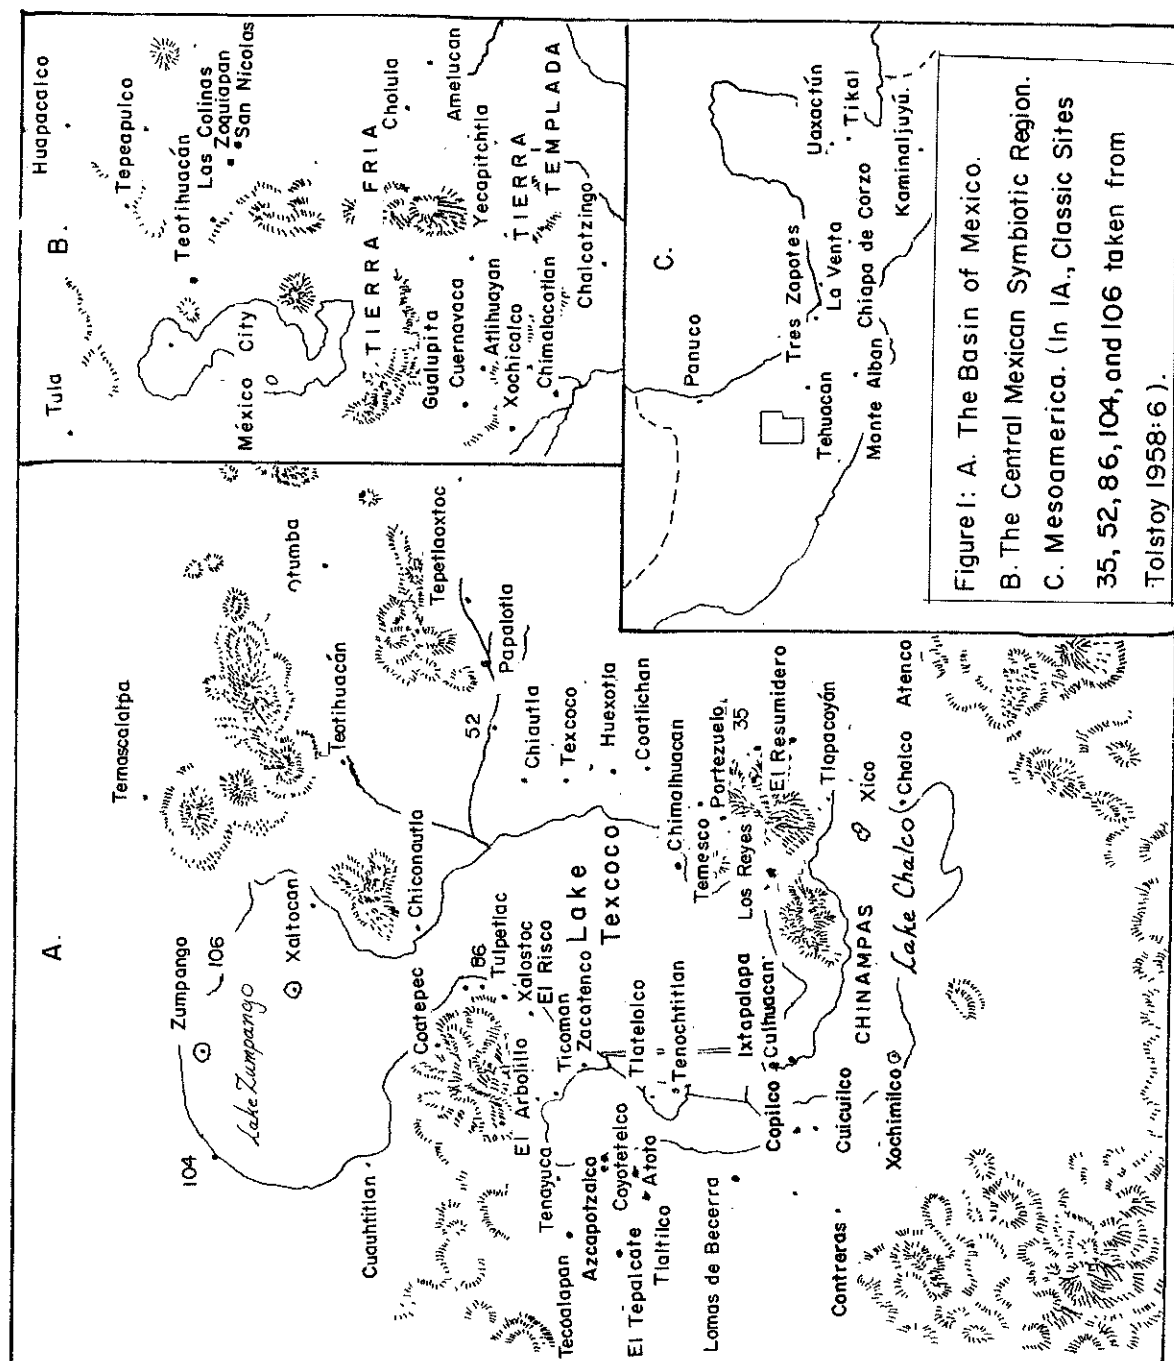 A.
Zumpango
104
106
Lake Zumpango
Xaltocan
Temascalapa
Cuauhtitlan
Coatepec
Chiconautla
Teotihuacán
Otumba
86
Tulpetlac
Xalostoc
El Risco
El Arbolillo
Ticoman
Zacatenco
Tenayuca
Tecoalapan
Azcapotzalco
El Tepalcate
Coyotetelco
Tlaltilco
Atoto
Tlatelolco
Tenochtitlan
Lake
Texcoco
52
Tepetlaoxtoc
Papalotla
Chiautla
Texcoco
Huexotla
Coatlichan
Chimalhuacan
Temesco
Portezuelo
35
Los Reyes
El Resumidero
Lomas de Becerra
Ixtapalapa
Culhuacan
Copilco
Cuicuilco
Contreras
Xochimilco
CHINAMPAS
Lake Chalco
Tlapacoyán
Xico
Chalco
Atenco
B.
Tula
Huapacalco
Tepeapulco
Teotihuacán
Las Colinas
Zoquiapan
San Nicolas
México City
TIERRA FRIA
Gualupita
Cuernavaca
Cholula
Amelucan
Yecapitchtla
Atlihuayan
Xochicalco
Chimalacatlan
TIERRA
TEMPLADA
Chalcatzingo
C.
Panuco
Tres Zapotes
La Venta
Tehuacan
Monte Alban
Chiapa de Corzo
Uaxactún
Tikal
Kaminaljuyú.
Figure 1: A. The Basin of Mexico.
B. The Central Mexican Symbiotic Region.
C. Mesoamerica. (In IA., Classic Sites
35, 52, 86, 104, and 106 taken from
Tolstoy 1958:6).